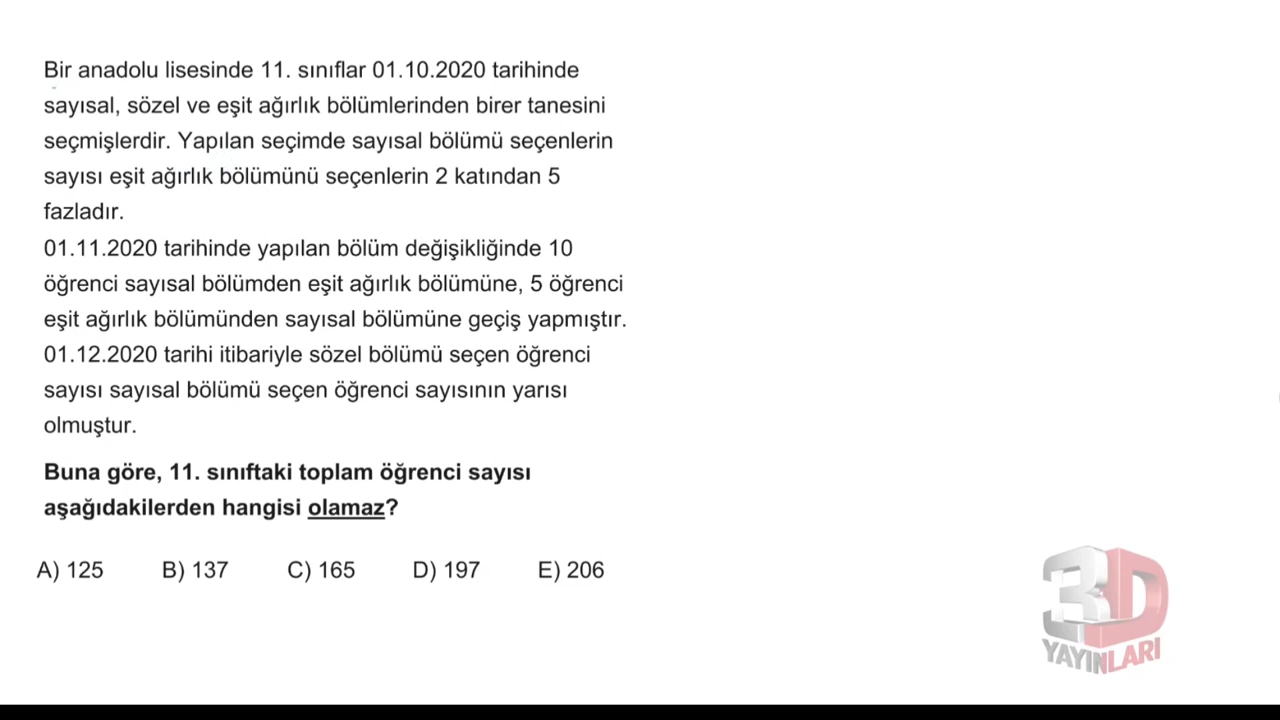 Bir anadolu lisesinde 11. sınıflar 01.10.2020 tarihinde
sayısal, sözel ve eşit ağırlık bölümlerinden birer tanesini
seçmişlerdir. Yapılan seçimde sayısal bölümü seçenlerin
sayısı eşit ağırlık bölümünü seçenlerin 2 katından 5
fazladır.
01.11.2020 tarihinde yapılan bölüm değişikliğinde 10
öğrenci sayısal bölümden eşit ağırlık bölümüne, 5 öğrenci
eşit ağırlık bölümünden sayısal bölümüne geçiş yapmıştır.
01.12.2020 tarihi itibariyle sözel bölümü seçen öğrenci
sayısı sayısal bölümü seçen öğrenci sayısının yarısı
olmuştur.
Buna göre, 11. sınıftaki toplam öğrenci sayısı
aşağıdakilerden hangisi olamaz?
A) 125 B) 137 C) 165 D) 197 E) 206
3D
YAYINLARI